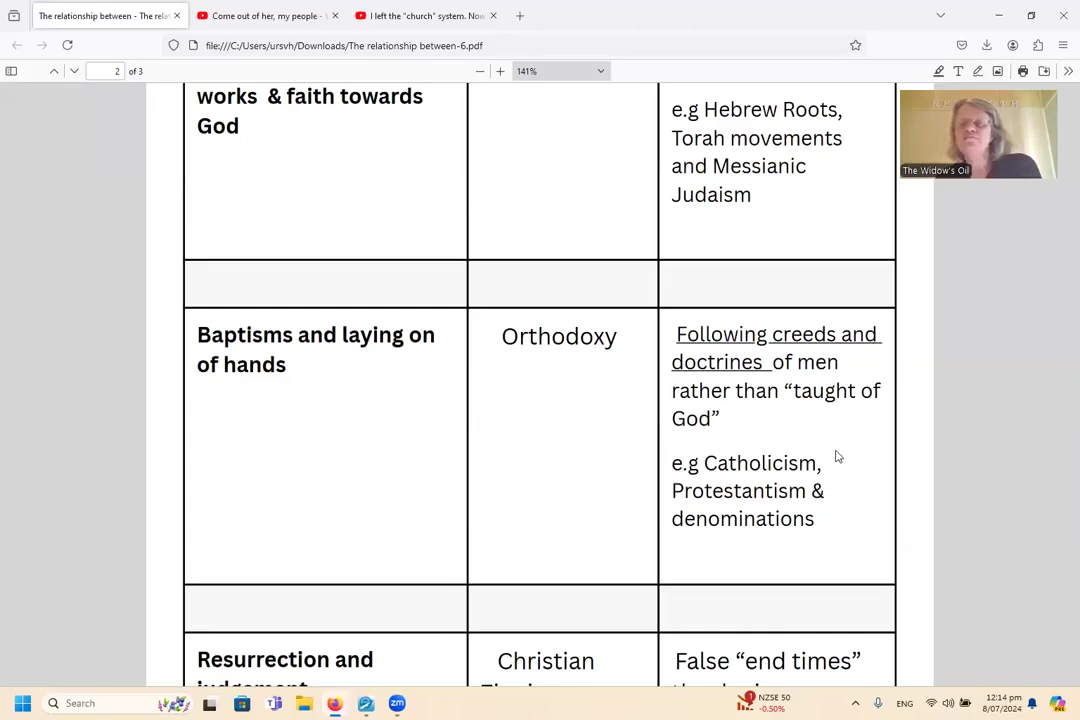 The relationship between - The rela
Come out of her, my people - Y
I left the "church" system. Now
file:///C:/Users/ursvh/Downloads/The relationship between-6.pdf
2 of 3
141%
works & faith towards
God
e.g Hebrew Roots,
Torah movements
and Messianic
Judaism
The Widow's Oil
Baptisms and laying on
of hands
Orthodoxy
Following creeds and
doctrines of men
rather than “taught of
God”
e.g Catholicism,
Protestantism &
denominations
Resurrection and
judgement
Christian
False “end times”
Search
NZSE 50
-0.50%
ENG
12:14 pm
8/07/2024